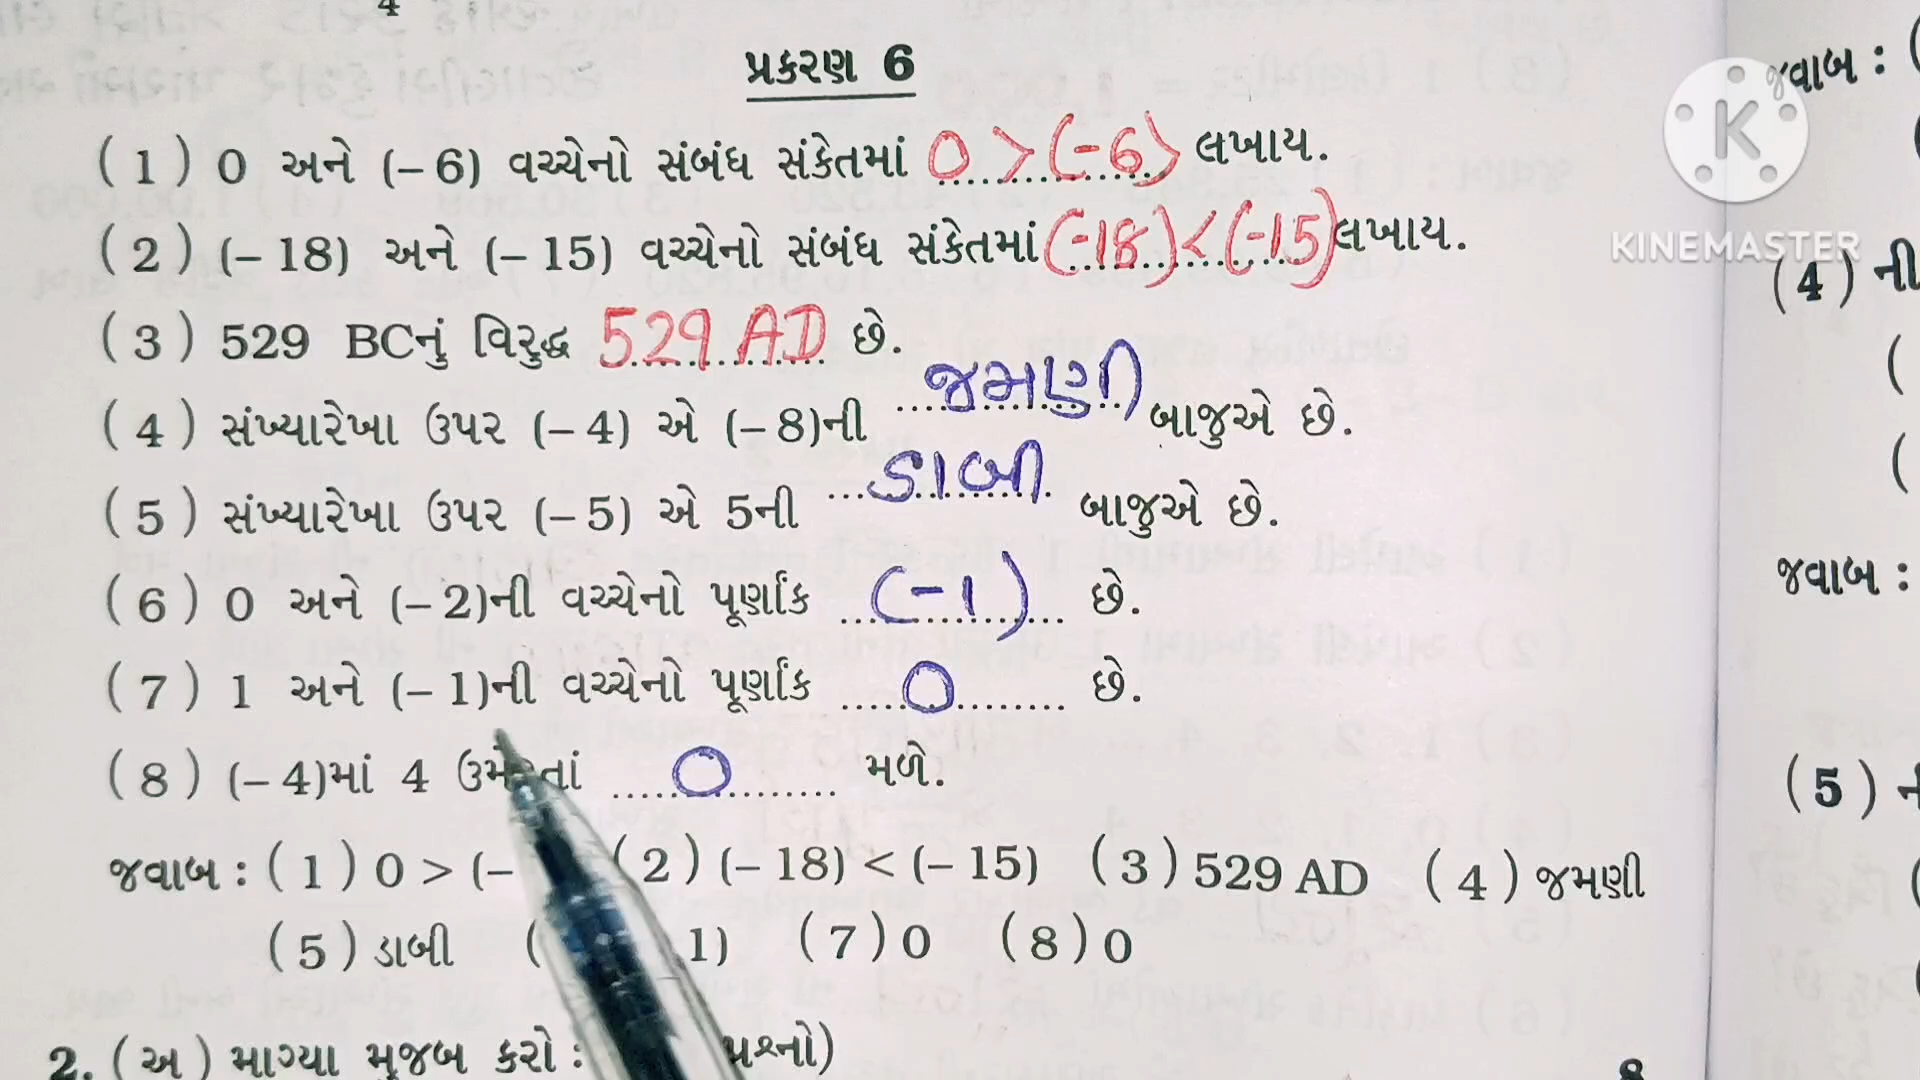 4
પ્રકરણ 6
જવાબ : (
(1) 0 અને (– 6) વચ્ચેનો સંબંધ સંકેતમાં 0 > (-6) લખાય.
(2) (– 18) અને (– 15) વચ્ચેનો સંબંધ સંકેતમાં (-18) < (-15) લખાય.
KINEMASTER
(4) ની
(3) 529 BCનું વિરુદ્ધ 529 AD છે.
(
(4) સંખ્યારેખા ઉપર (– 4) એ (– 8)ની જમણી બાજુએ છે.
(
(5) સંખ્યારેખા ઉપર (– 5) એ 5ની ડાબી બાજુએ છે.
(6) 0 અને (– 2)ની વચ્ચેનો પૂર્ણાંક (-1) છે.
જવાબ :
(7) 1 અને (– 1)ની વચ્ચેનો પૂર્ણાંક 0 છે.
(8) (– 4)માં 4 ઉમેરતાં 0 મળે.
(5)
જવાબ : (1) 0 > (– (2) (– 18) < (– 15) (3) 529 AD (4) જમણી
(5) ડાબી ( 1) (7) 0 (8) 0
2. (અ) માગ્યા મુજબ કરો : પ્રશ્નો)
8